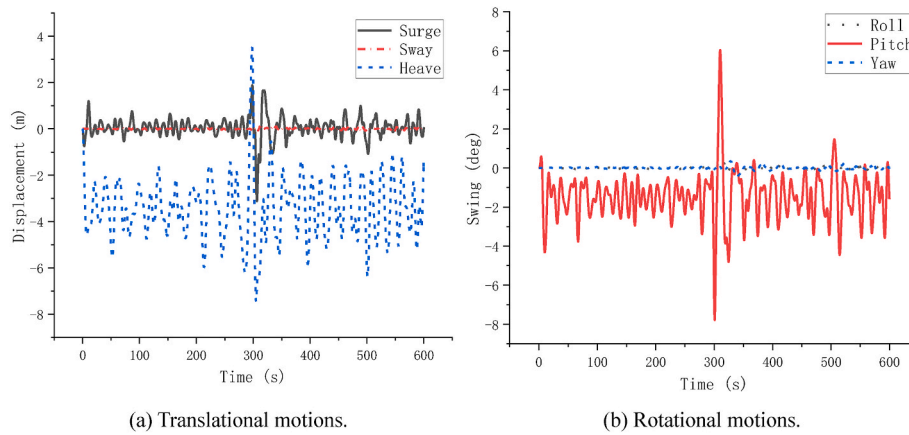 4
2
0
-2
-4
-6
-8
Displacement (m)
0 100 200 300 400 500 600
Time (s)
Surge
Sway
Heave
(a) Translational motions.
8
6
4
2
0
-2
-4
-6
-8
Swing (deg)
0 100 200 300 400 500 600
Time (s)
Roll
Pitch
Yaw
(b) Rotational motions.